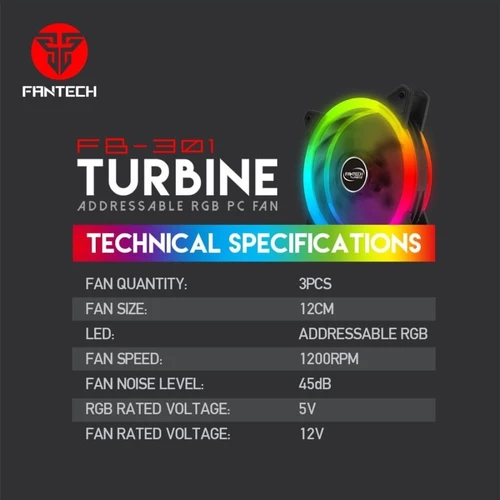 FANTECH
FB-301
TURBINE
ADDRESSABLE RGB PC FAN
FANTECH
TECHNICAL SPECIFICATIONS
FAN QUANTITY: 3PCS
FAN SIZE: 12CM
LED: ADDRESSABLE RGB
FAN SPEED: 1200RPM
FAN NOISE LEVEL: 45dB
RGB RATED VOLTAGE: 5V
FAN RATED VOLTAGE: 12V